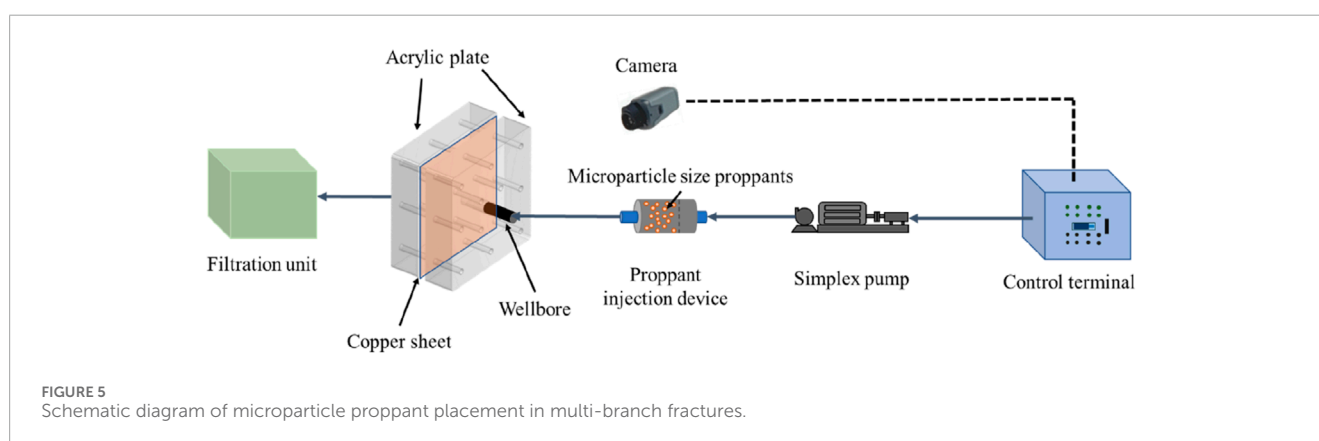 Acrylic plate
Camera
Microparticle size proppants
Filtration unit
Wellbore
Proppant
injection device
Simplex pump
Control terminal
Copper sheet
FIGURE 5
Schematic diagram of microparticle proppant placement in multi-branch fractures.